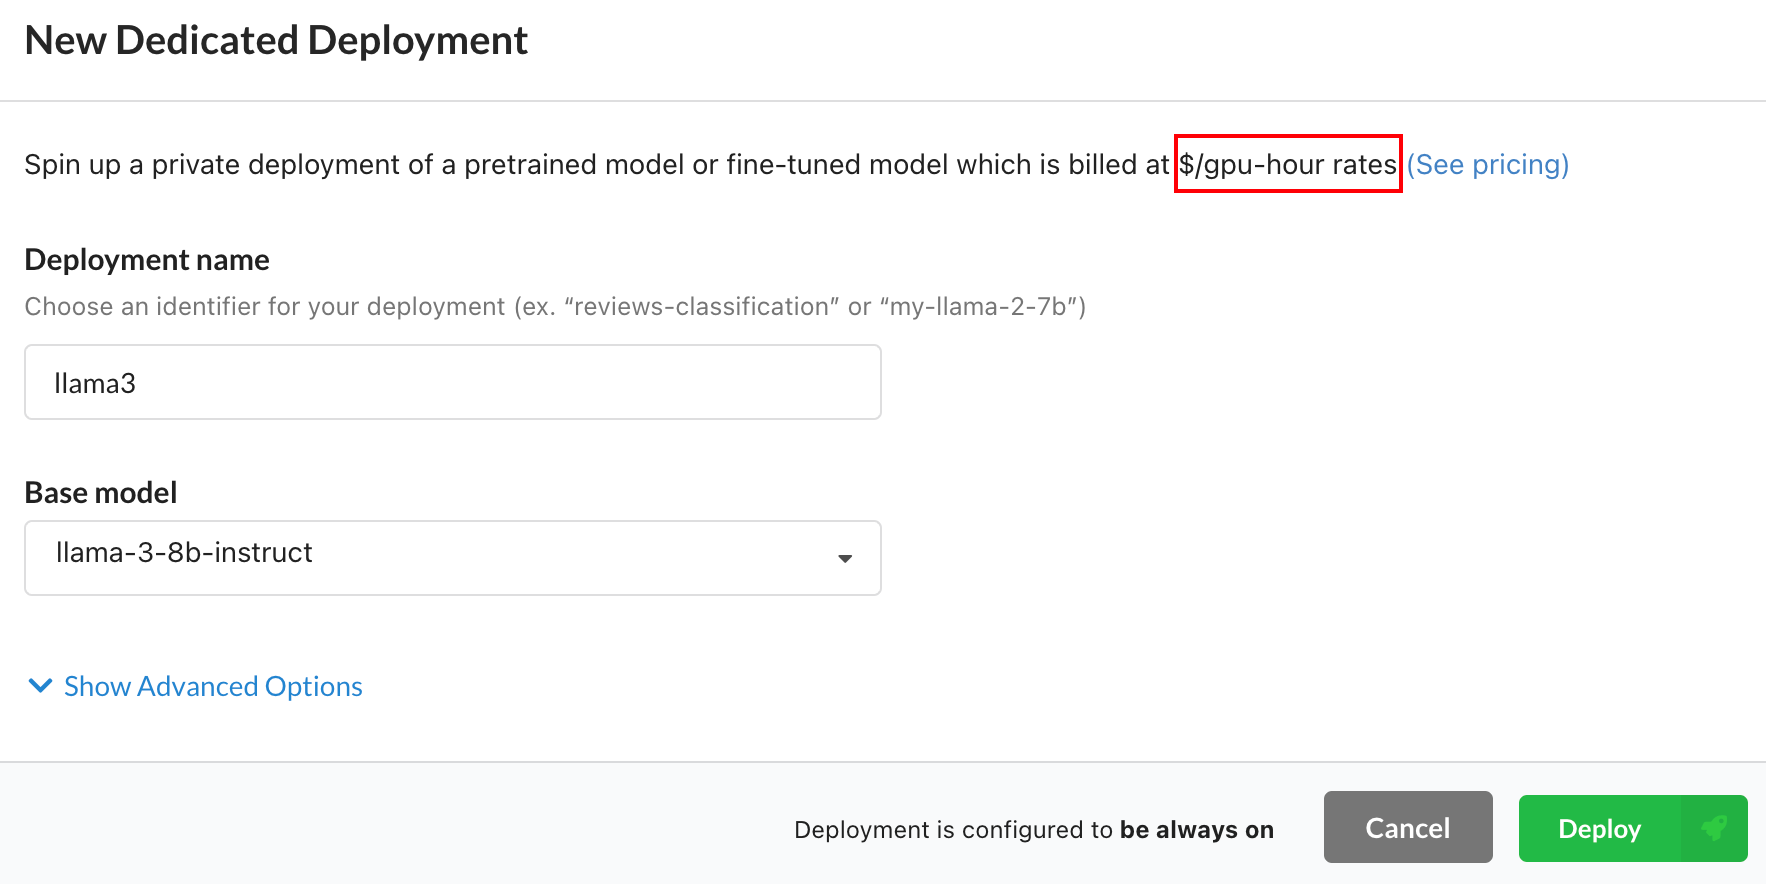 New Dedicated Deployment
Spin up a private deployment of a pretrained model or fine-tuned model which is billed at $/gpu-hour rates (See pricing)
Deployment name
Choose an identifier for your deployment (ex. “reviews-classification” or “my-llama-2-7b”)
llama3
Base model
llama-3-8b-instruct
Show Advanced Options
Deployment is configured to be always on
Cancel
Deploy